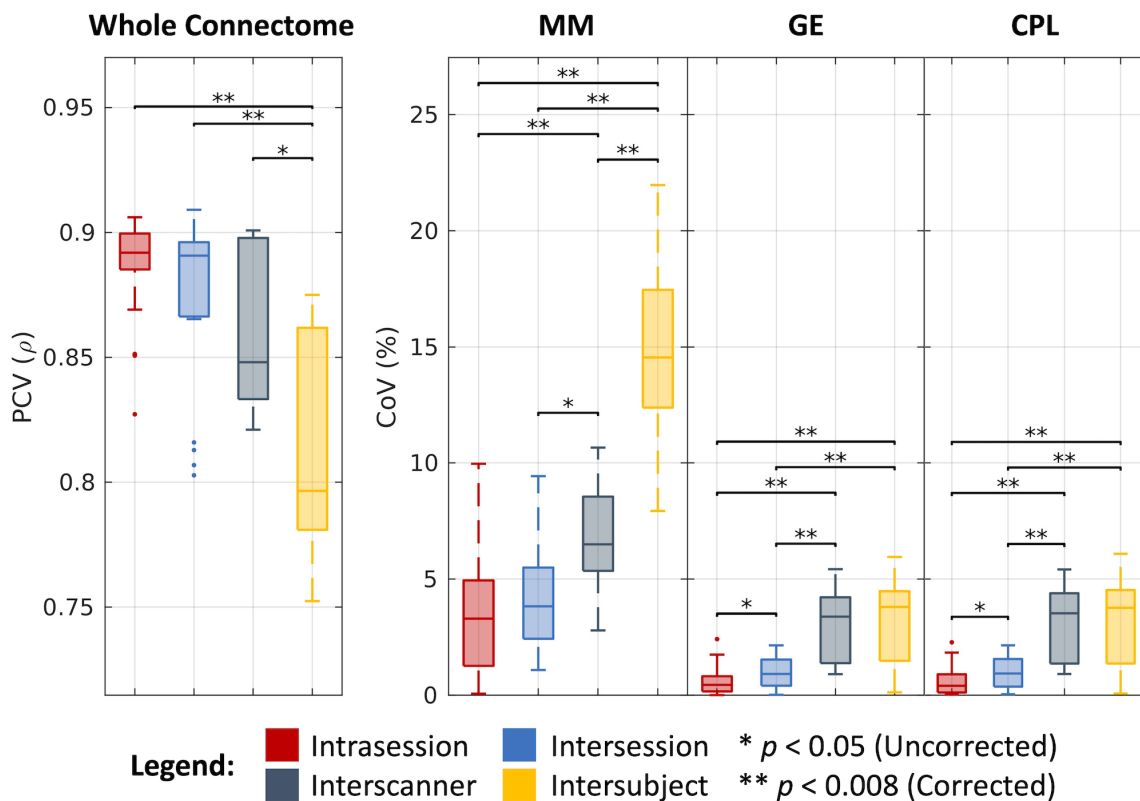 Whole Connectome
MM
GE
CPL
PCV (ρ)
0.95
0.9
0.85
0.8
0.75
**
**
*
CoV (%)
25
20
15
10
5
0
**
**
**
**
*
**
**
**
**
*
**
**
**
**
*
Legend:
Intrasession
Intersession
* p < 0.05 (Uncorrected)
Interscanner
Intersubject
** p < 0.008 (Corrected)